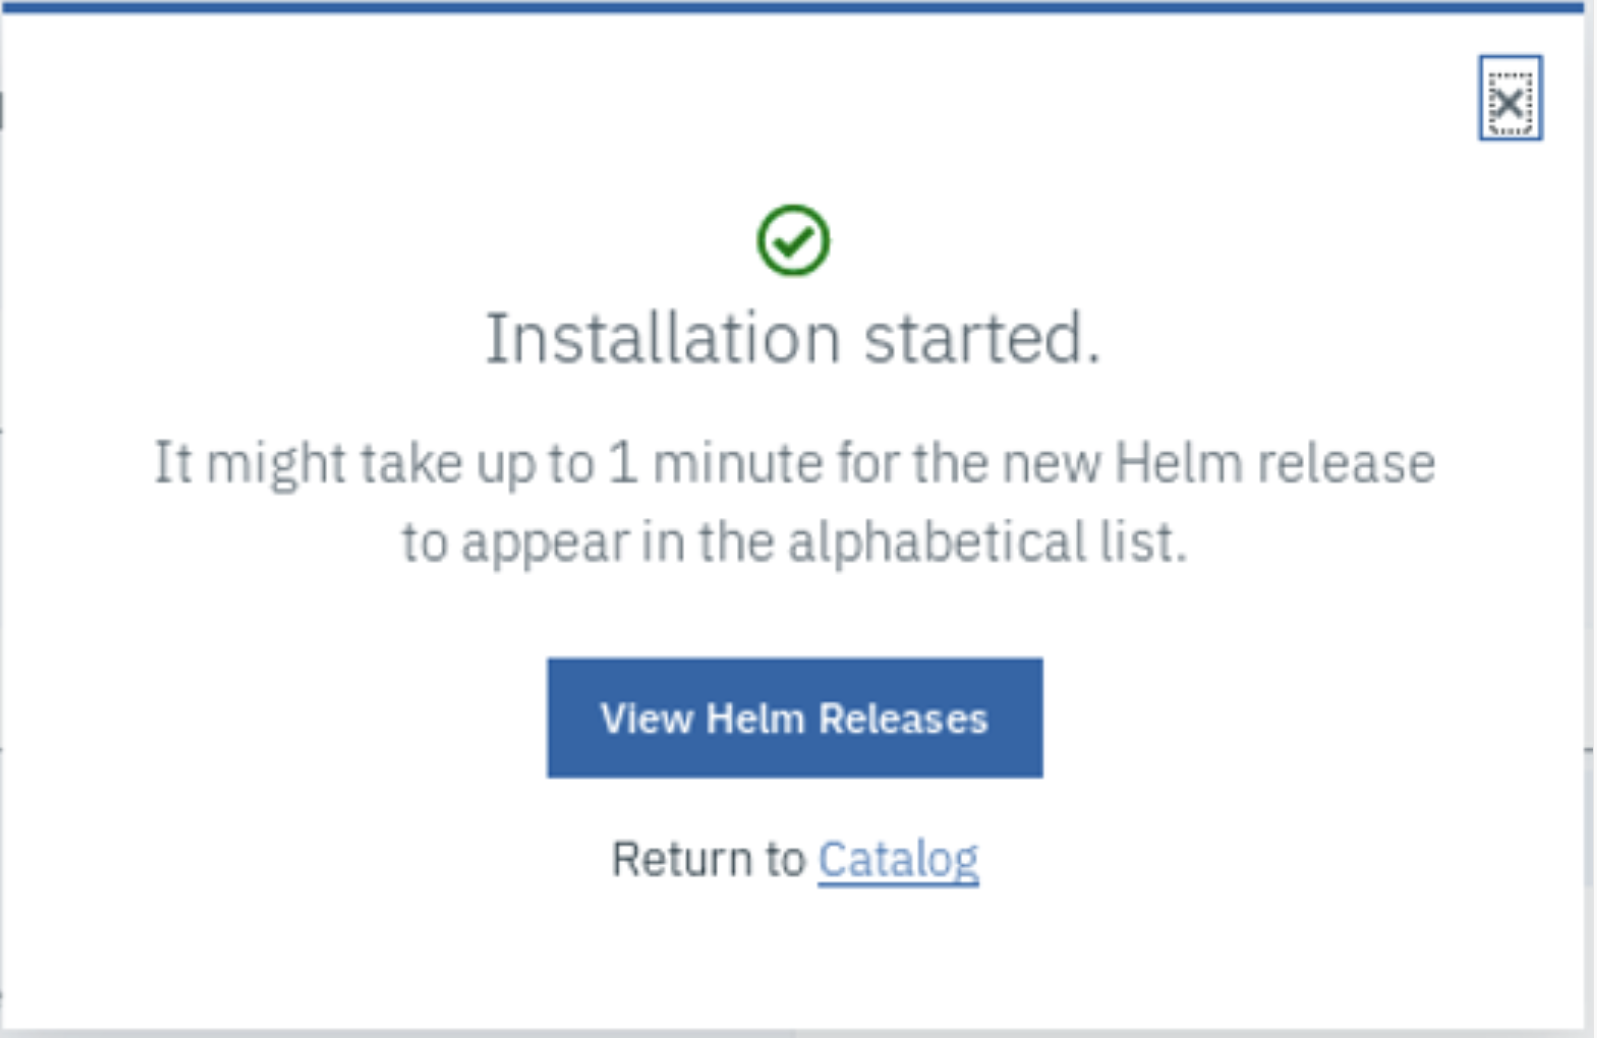 Installation started.
It might take up to 1 minute for the new Helm release
to appear in the alphabetical list.
View Helm Releases
Return to Catalog